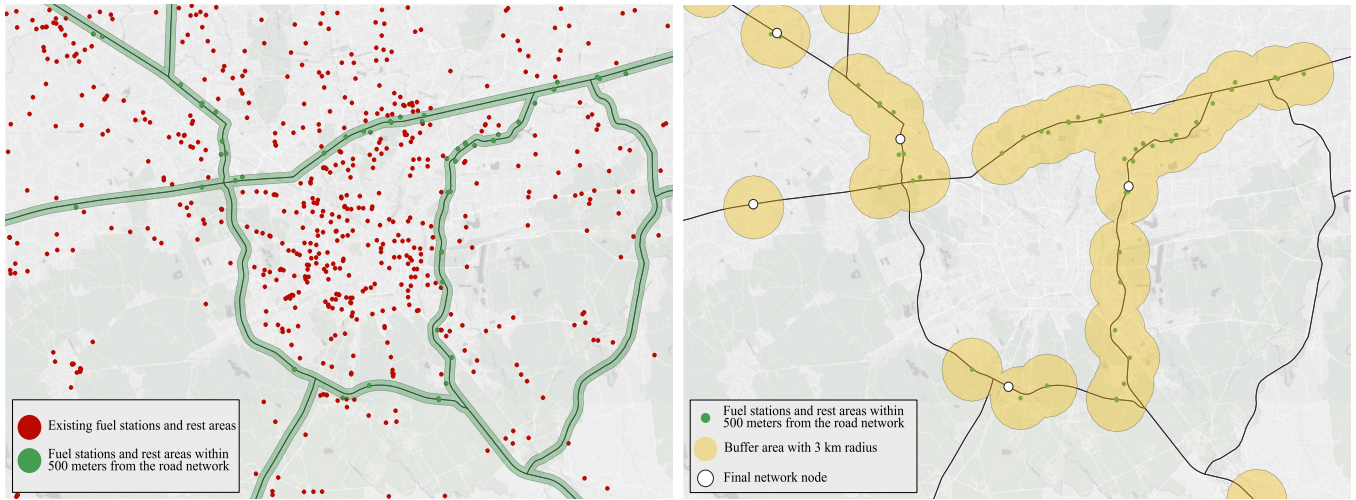 Existing fuel stations and rest areas
Fuel stations and rest areas within
500 meters from the road network
Fuel stations and rest areas within
500 meters from the road network
Buffer area with 3 km radius
Final network node